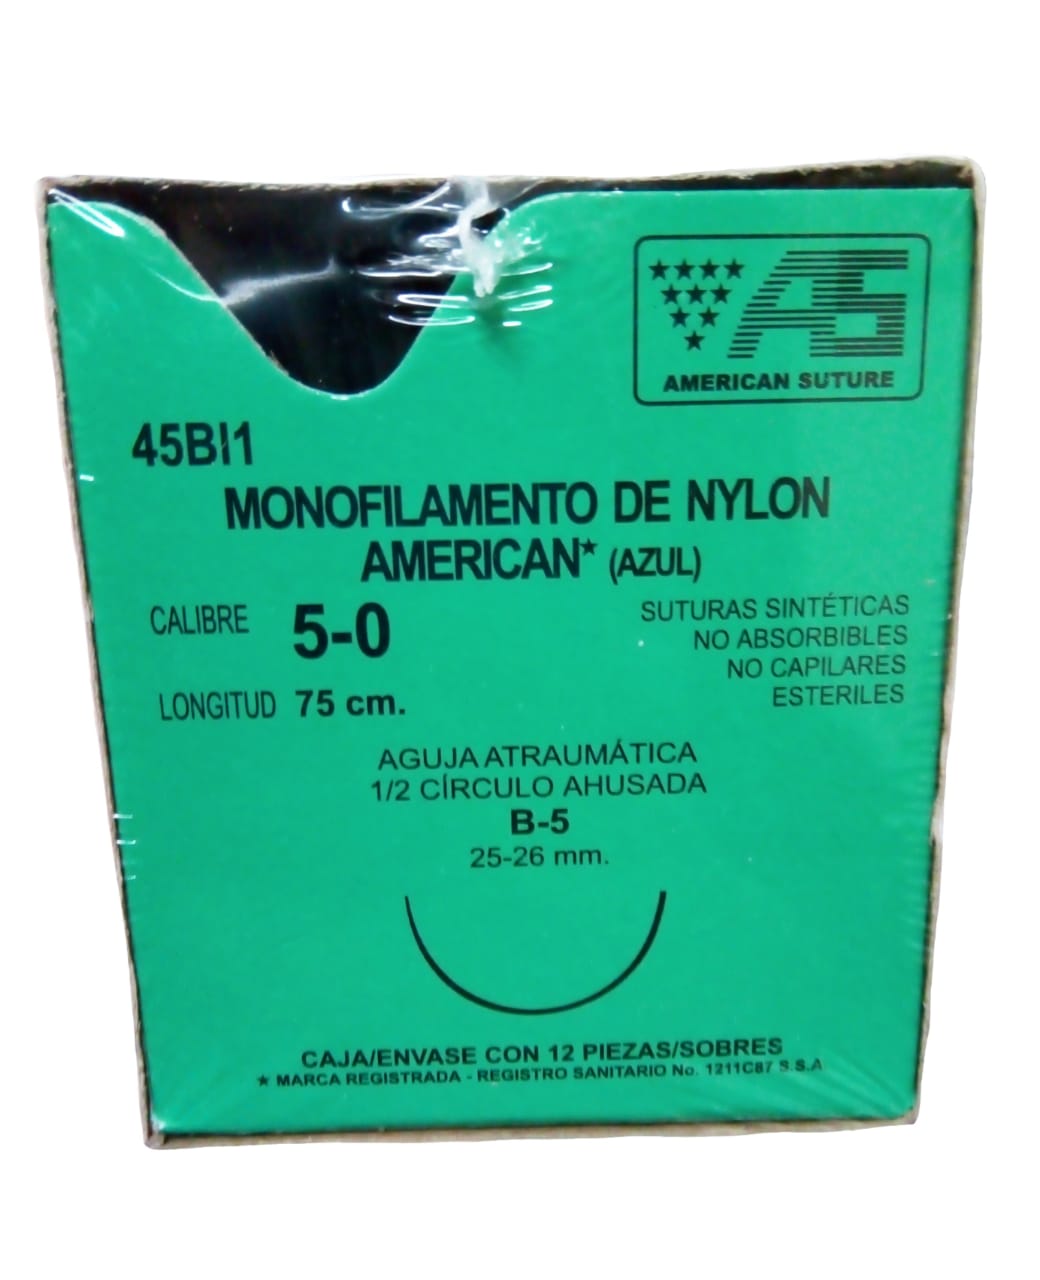 AS
AMERICAN SUTURE
45BI1
MONOFILAMENTO DE NYLON
AMERICAN★ (AZUL)
CALIBRE 5-0
LONGITUD 75 cm.
SUTURAS SINTÉTICAS
NO ABSORBIBLES
NO CAPILARES
ESTERILES
AGUJA ATRAUMÁTICA
1/2 CÍRCULO AHUSADA
B-5
25-26 mm.
CAJA/ENVASE CON 12 PIEZAS/SOBRES
★ MARCA REGISTRADA - REGISTRO SANITARIO No. 1211C87 S.S.A